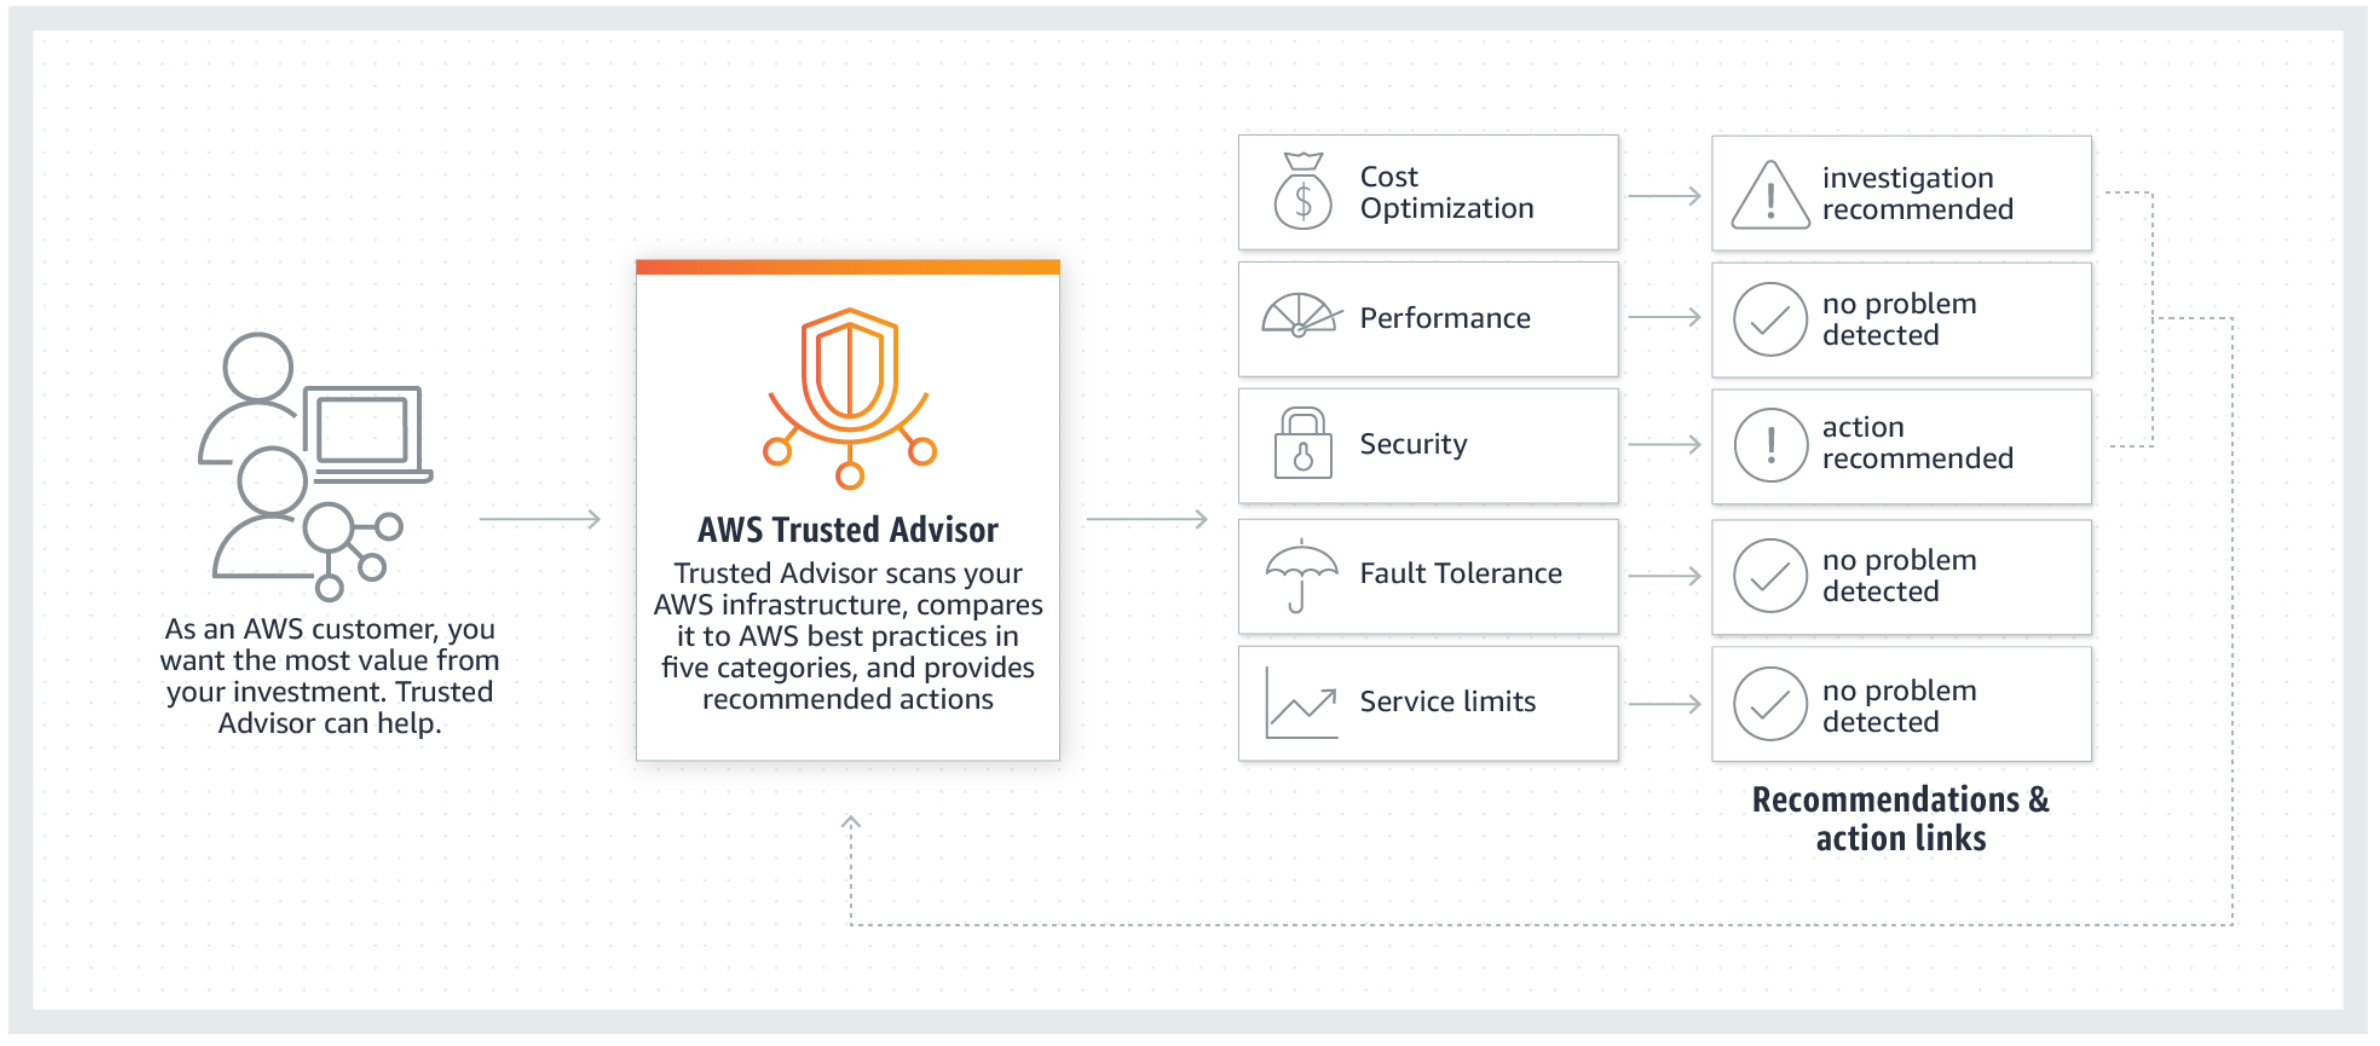 As an AWS customer, you
want the most value from
your investment. Trusted
Advisor can help.
AWS Trusted Advisor
Trusted Advisor scans your
AWS infrastructure, compares
it to AWS best practices in
five categories, and provides
recommended actions
Cost
Optimization
investigation
recommended
Performance
no problem
detected
Security
action
recommended
Fault Tolerance
no problem
detected
Service limits
no problem
detected
Recommendations &
action links